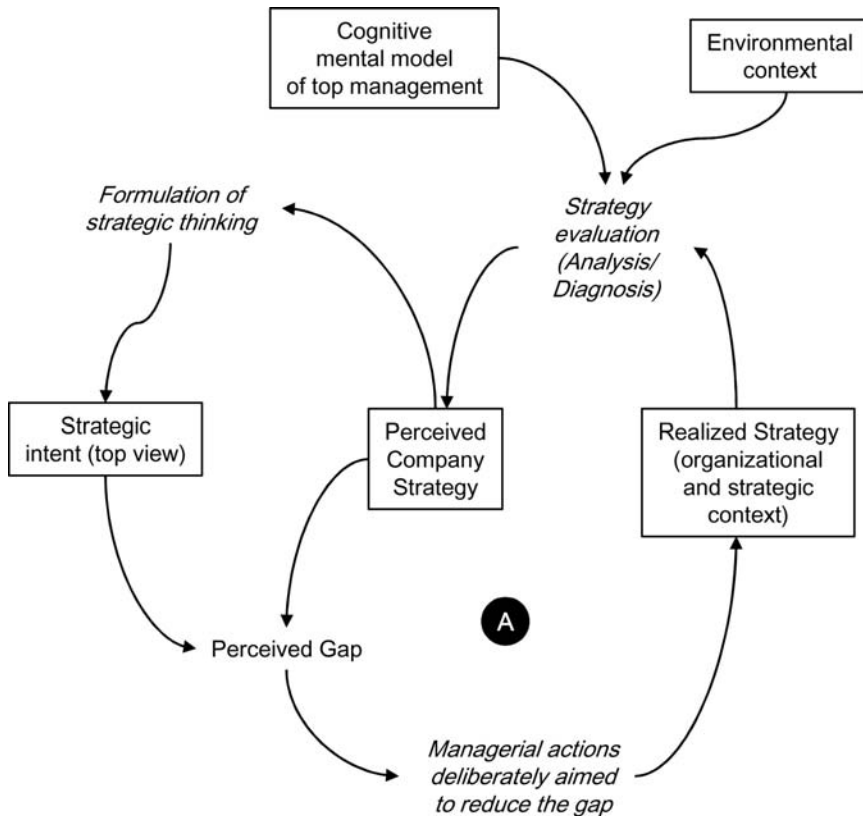 Cognitive
mental model
of top management
Environmental
context
Formulation of
strategic thinking
Strategy
evaluation
(Analysis/
Diagnosis)
Strategic
intent (top view)
Perceived
Company
Strategy
Realized Strategy
(organizational
and strategic
context)
A
Perceived Gap
Managerial actions
deliberately aimed
to reduce the gap